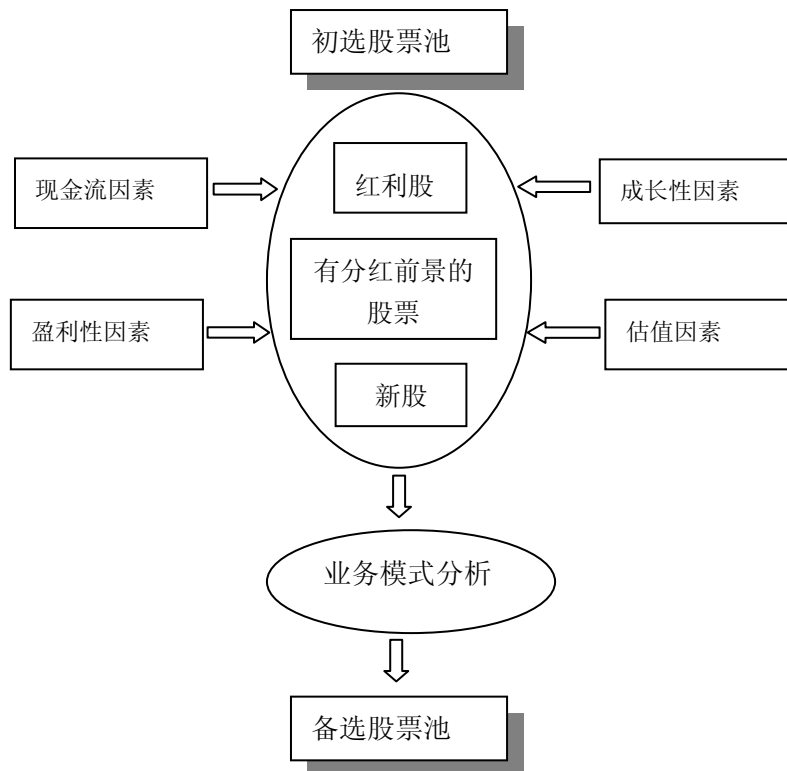 初选股票池
红利股
现金流因素
成长性因素
有分红前景的
股票
盈利性因素
估值因素
新股
业务模式分析
备选股票池